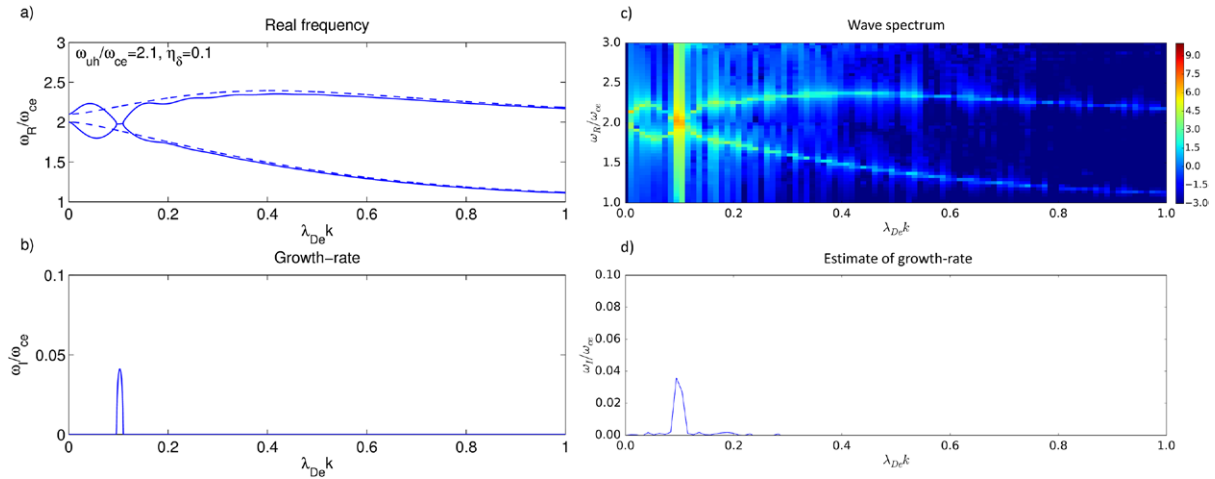 a)
Real frequency
ω_uh/ω_ce=2.1, η_δ=0.1
3
2.5
2
1.5
1
ω_R/ω_ce
0 0.2 0.4 0.6 0.8 1
λ_De k
b)
Growth-rate
0.1
0.05
0
ω_I/ω_ce
0 0.2 0.4 0.6 0.8 1
λ_De k
c)
Wave spectrum
3.0
2.5
2.0
1.5
1.0
ω_R/ω_ce
0.0 0.2 0.4 0.6 0.8 1.0
λ_De k
9.0
7.5
6.0
4.5
3.0
1.5
0.0
−1.5
−3.0
d)
Estimate of growth-rate
0.10
0.08
0.06
0.04
0.02
0.00
ω_I/ω_ce
0.0 0.2 0.4 0.6 0.8 1.0
λ_De k